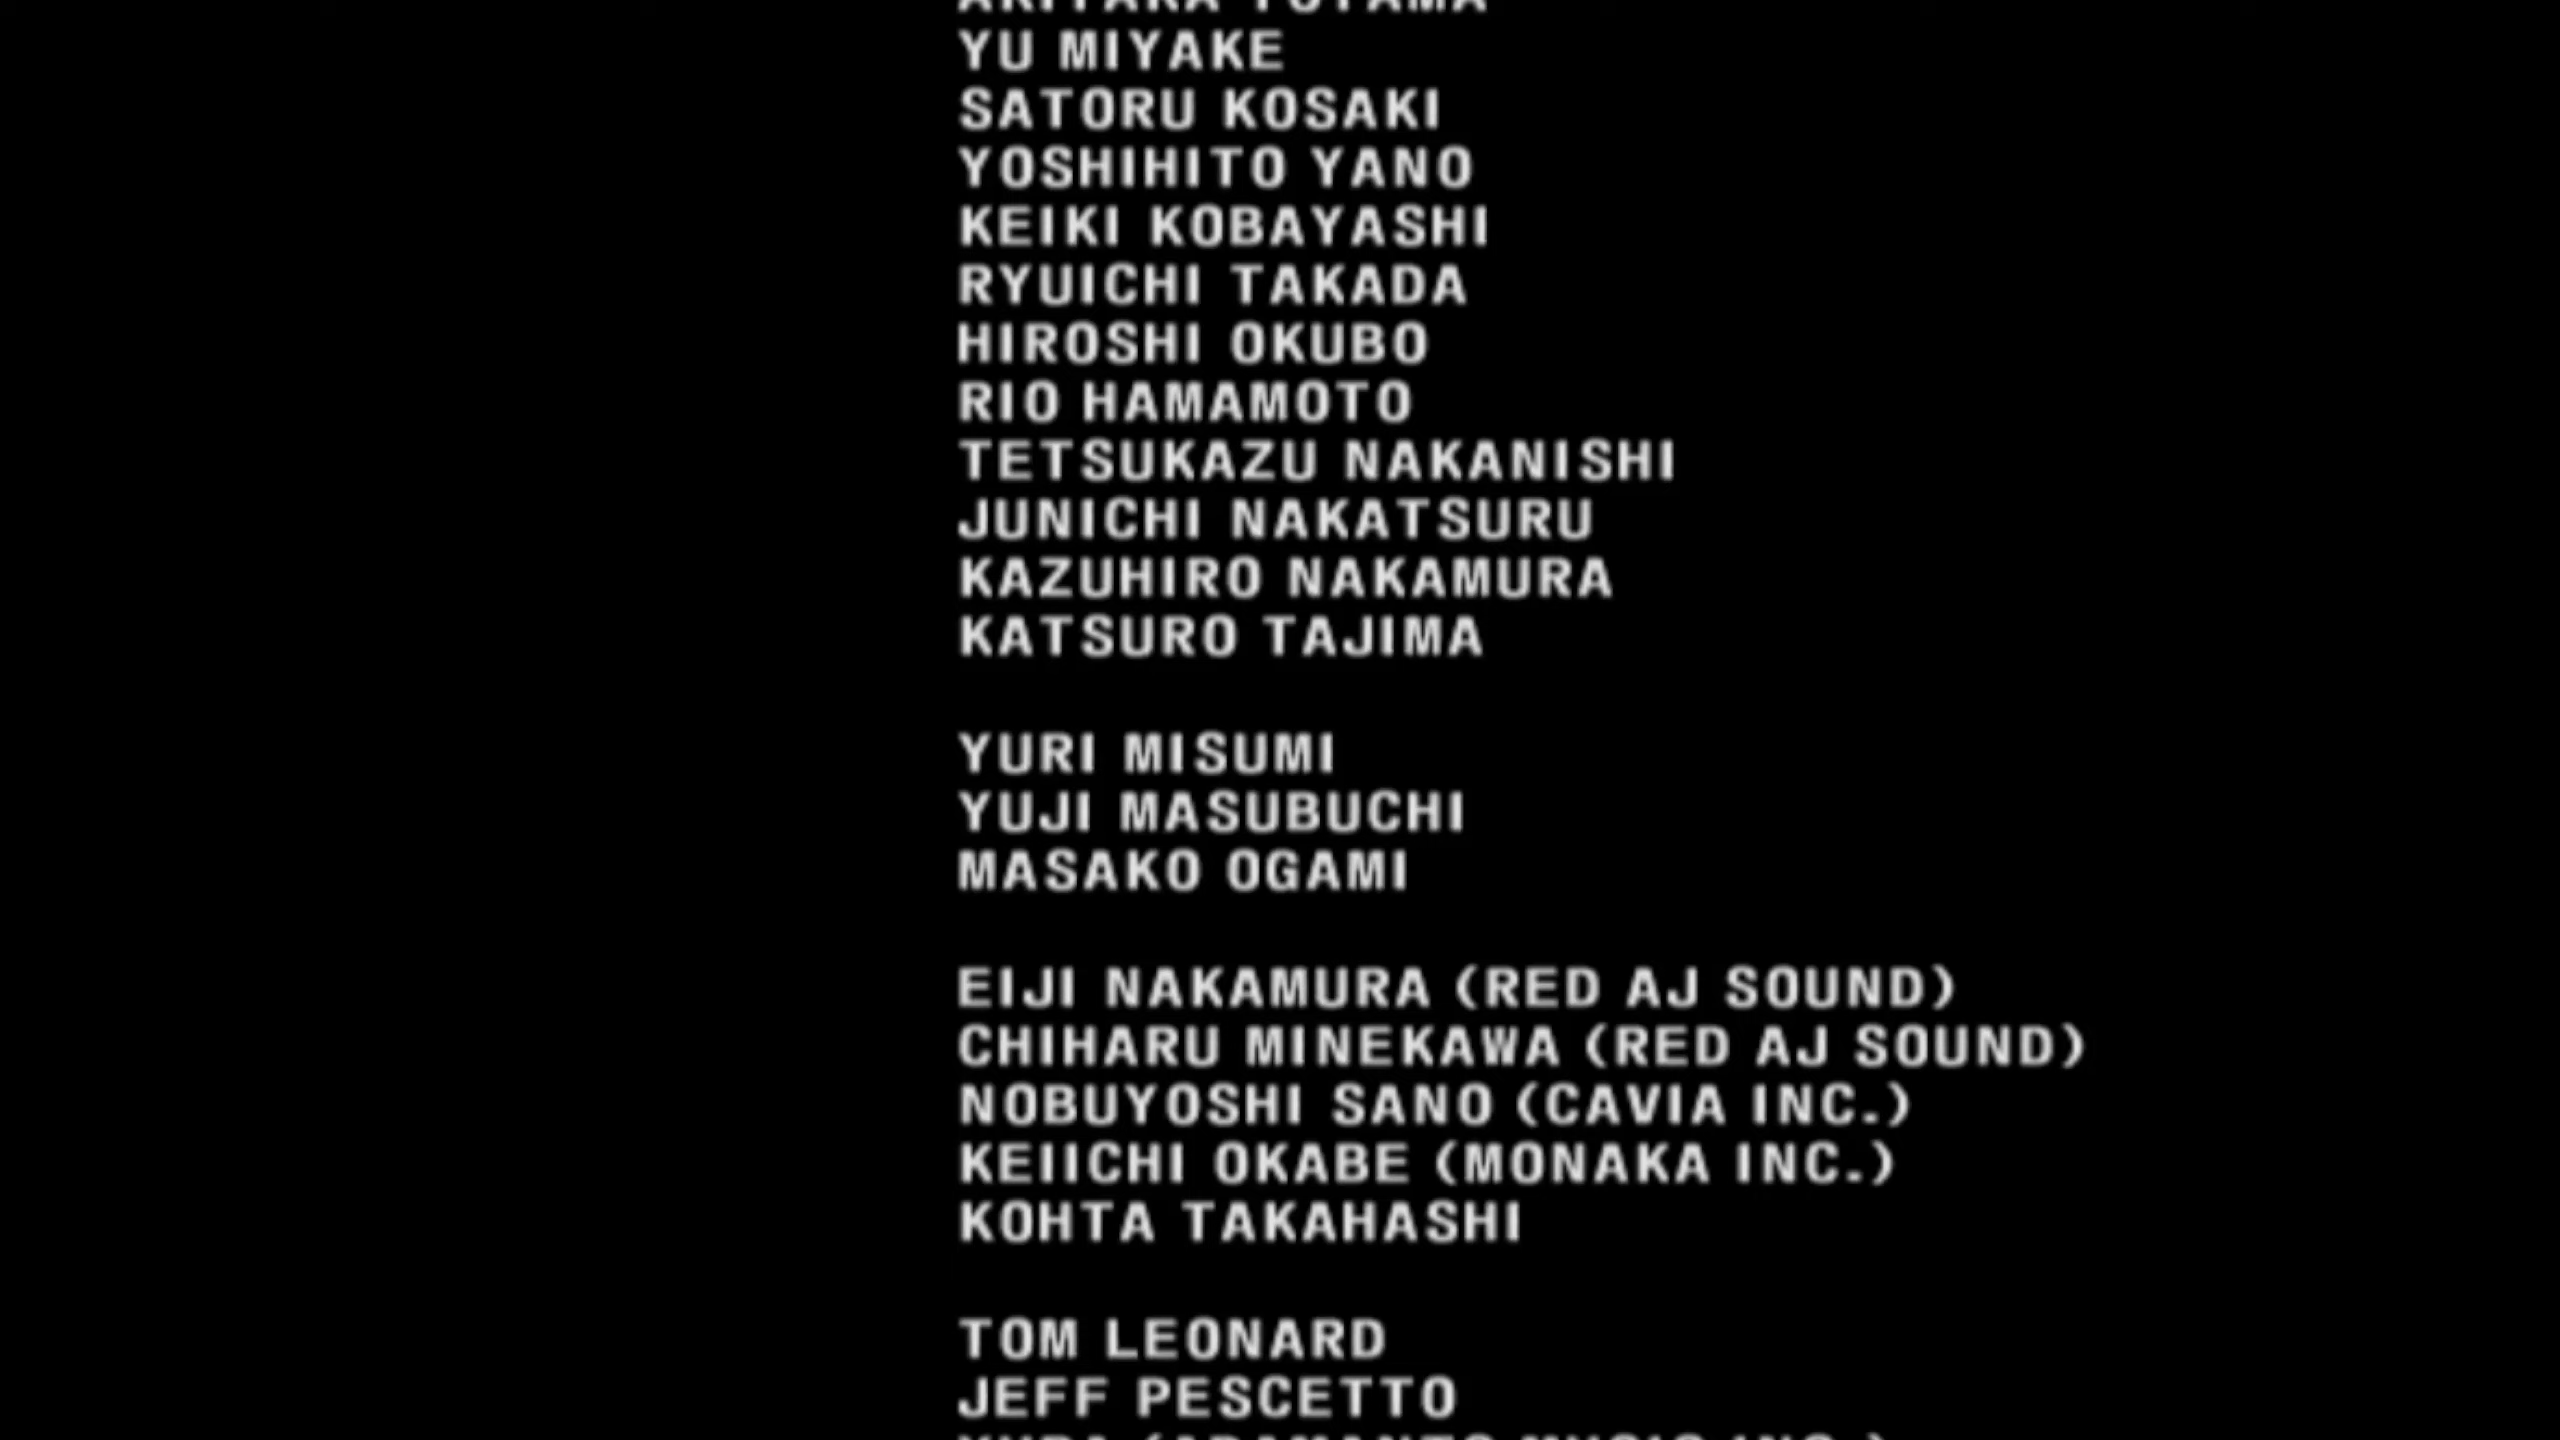 YU MIYAKE
SATORU KOSAKI
YOSHIHITO YANO
KEIKI KOBAYASHI
RYUICHI TAKADA
HIROSHI OKUBO
RIO HAMAMOTO
TETSUKAZU NAKANISHI
JUNICHI NAKATSURU
KAZUHIRO NAKAMURA
KATSURO TAJIMA
YURI MISUMI
YUJI MASUBUCHI
MASAKO OGAMI
EIJI NAKAMURA (RED AJ SOUND)
CHIHARU MINEKAWA (RED AJ SOUND)
NOBUYOSHI SANO (CAVIA INC.)
KEIICHI OKABE (MONAKA INC.)
KOHTA TAKAHASHI
TOM LEONARD
JEFF PESCETTO